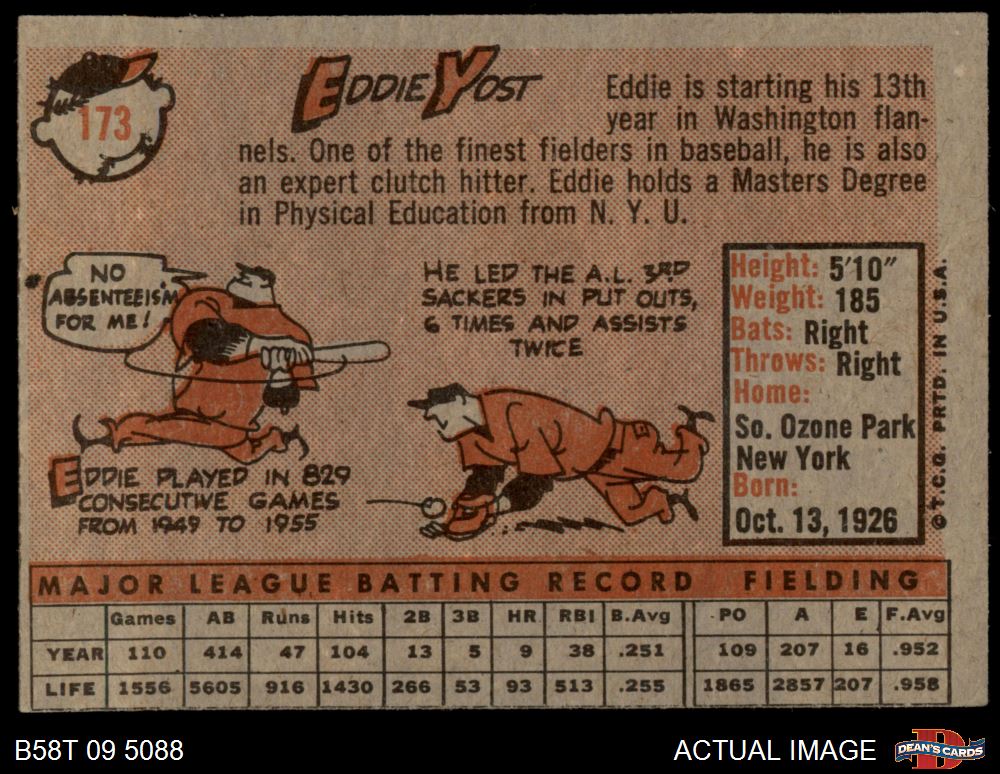 173
EDDIE YOST
Eddie is starting his 13th
year in Washington flan-
nels. One of the finest fielders in baseball, he is also
an expert clutch hitter. Eddie holds a Masters Degree
in Physical Education from N. Y. U.
NO
ABSENTEEISM
FOR ME!
EDDIE PLAYED IN 829
CONSECUTIVE GAMES
FROM 1949 TO 1955
HE LED THE A.L. 3RD
SACKERS IN PUT OUTS,
6 TIMES AND ASSISTS
TWICE
Height: 5'10"
Weight: 185
Bats: Right
Throws: Right
Home:
So. Ozone Park
New York
Born:
Oct. 13, 1926
©T.C.G. PRTD. IN U.S.A.
MAJOR LEAGUE BATTING RECORD FIELDING
Games AB Runs Hits 2B 3B HR RBI B.Avg PO A E F.Avg
YEAR 110 414 47 104 13 5 9 38 .251 109 207 16 .952
LIFE 1556 5605 916 1430 266 53 93 513 .255 1865 2857 207 .958
B58T 09 5088
ACTUAL IMAGE
D
DEAN'S CARDS